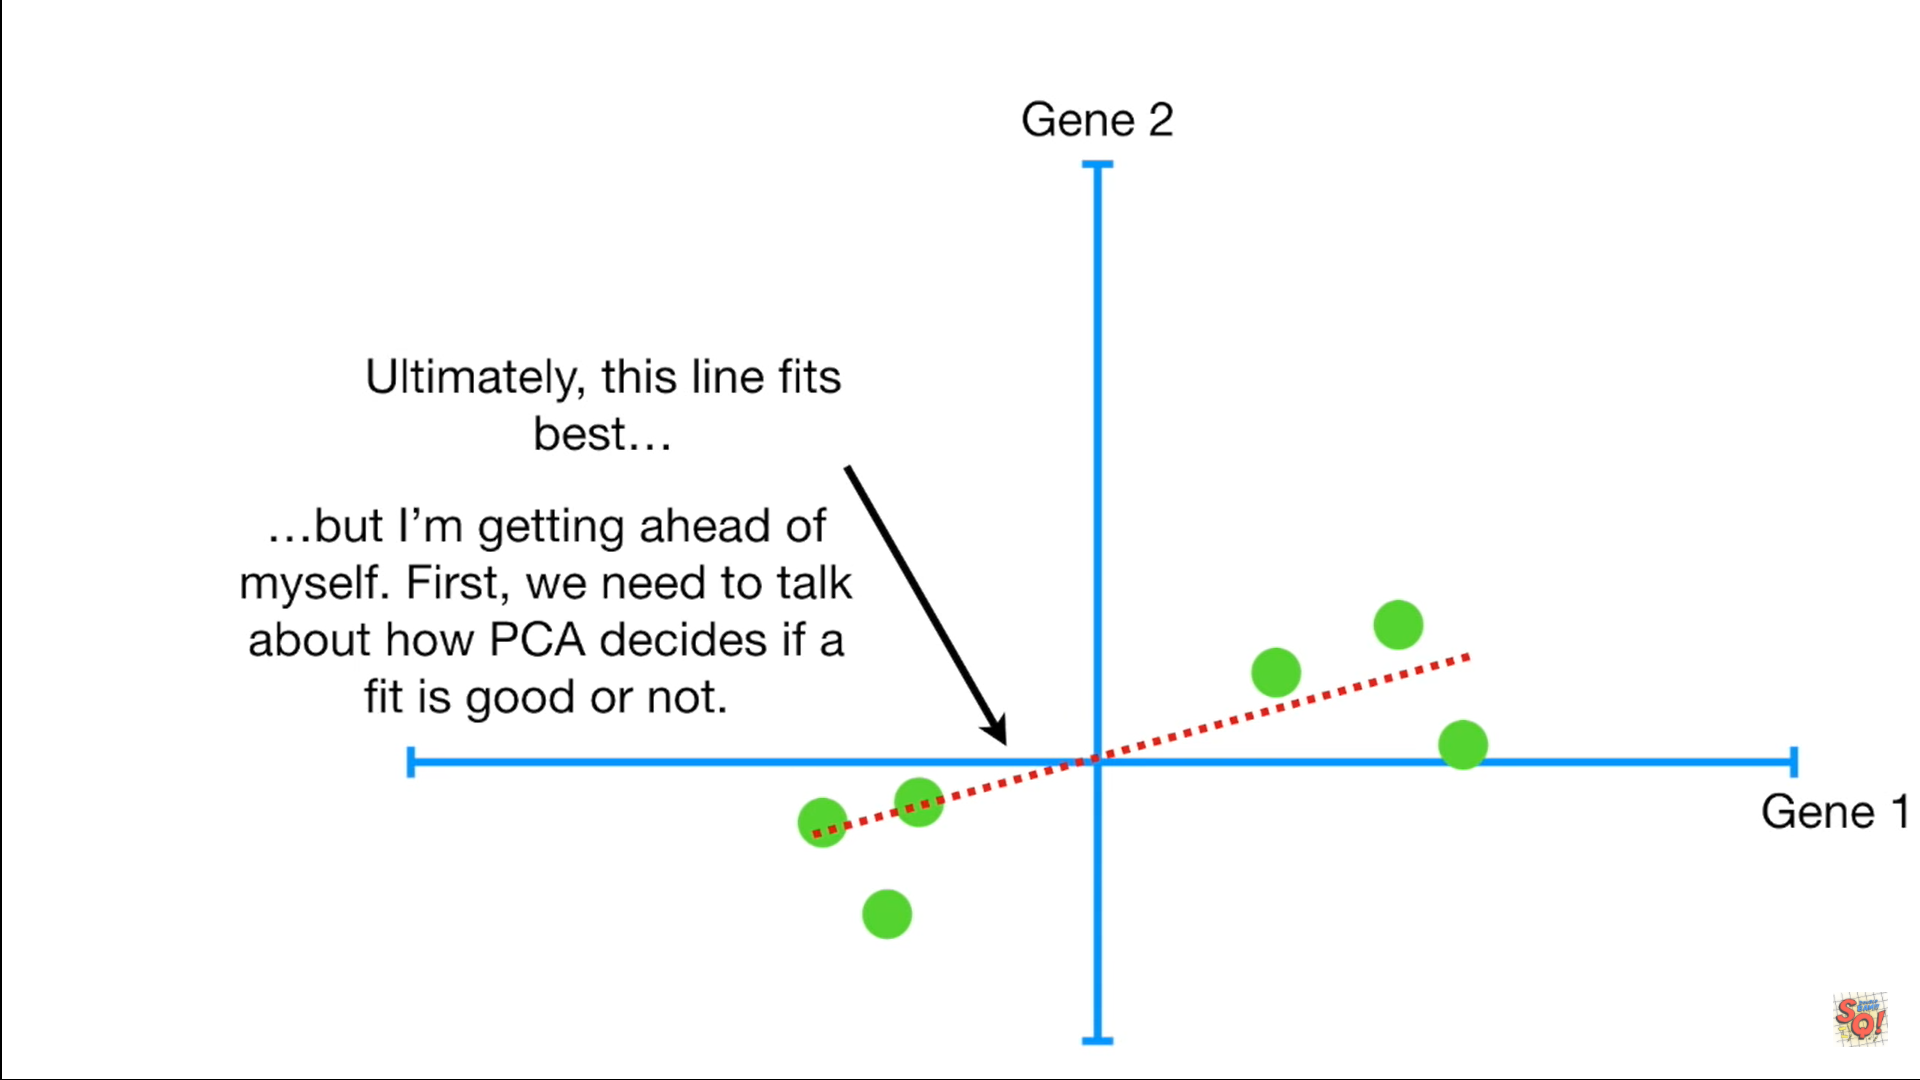 Gene 2
Ultimately, this line fits
best…
…but I’m getting ahead of
myself. First, we need to talk
about how PCA decides if a
fit is good or not.
Gene 1
SQ!